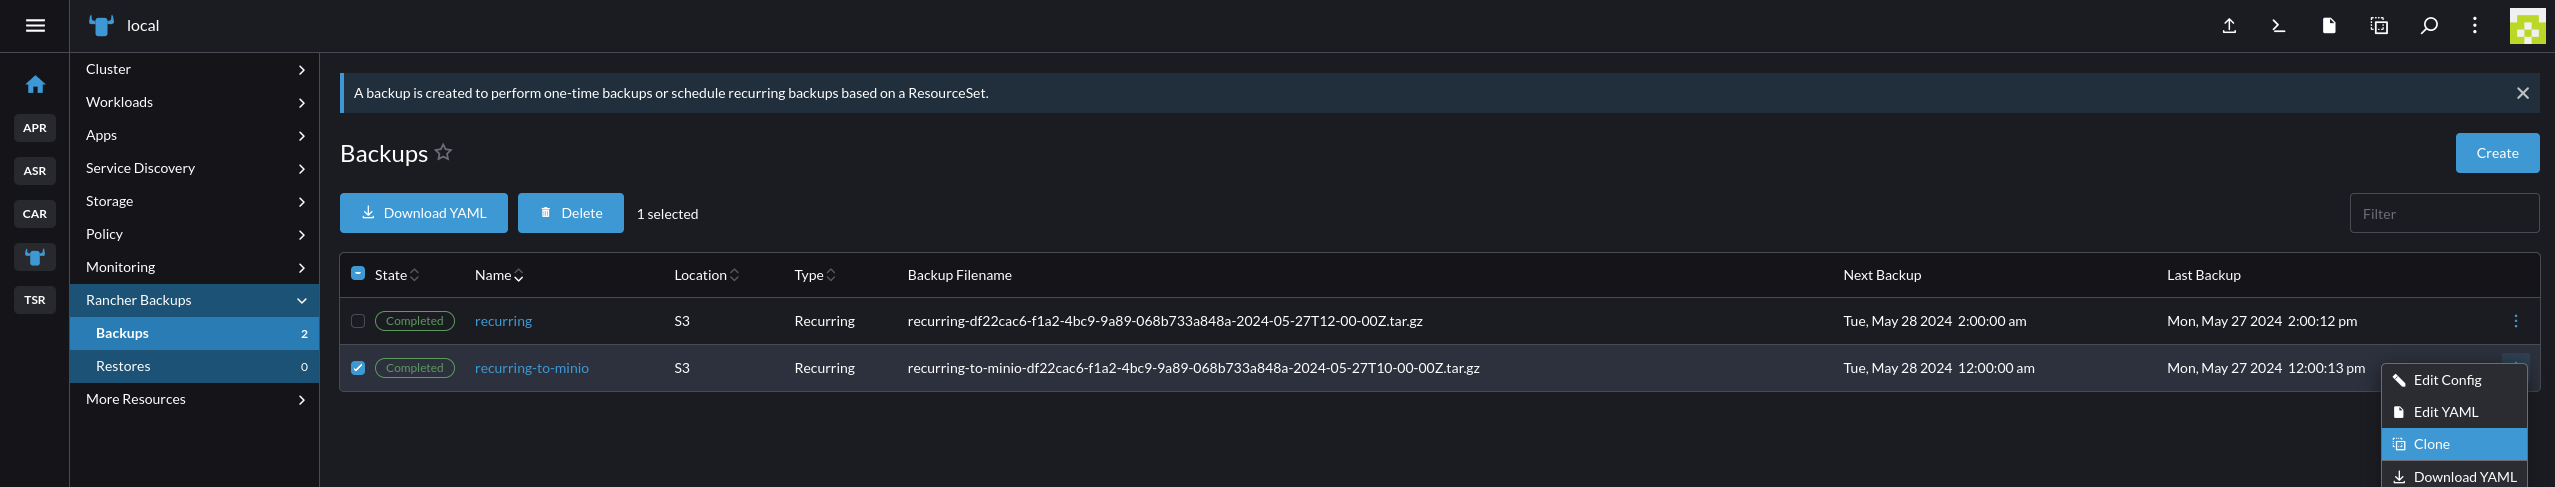 local
APR
ASR
CAR
TSR
Cluster
Workloads
Apps
Service Discovery
Storage
Policy
Monitoring
Rancher Backups
Backups 2
Restores 0
More Resources
A backup is created to perform one-time backups or schedule recurring backups based on a ResourceSet.
Backups
Create
Download YAML Delete 1 selected
Filter
State Name Location Type Backup Filename Next Backup Last Backup
Completed recurring S3 Recurring recurring-df22cac6-f1a2-4bc9-9a89-068b733a848a-2024-05-27T12-00-00Z.tar.gz Tue, May 28 2024 2:00:00 am Mon, May 27 2024 2:00:12 pm
Completed recurring-to-minio S3 Recurring recurring-to-minio-df22cac6-f1a2-4bc9-9a89-068b733a848a-2024-05-27T10-00-00Z.tar.gz Tue, May 28 2024 12:00:00 am Mon, May 27 2024 12:00:13 pm
Edit Config
Edit YAML
Clone
Download YAML